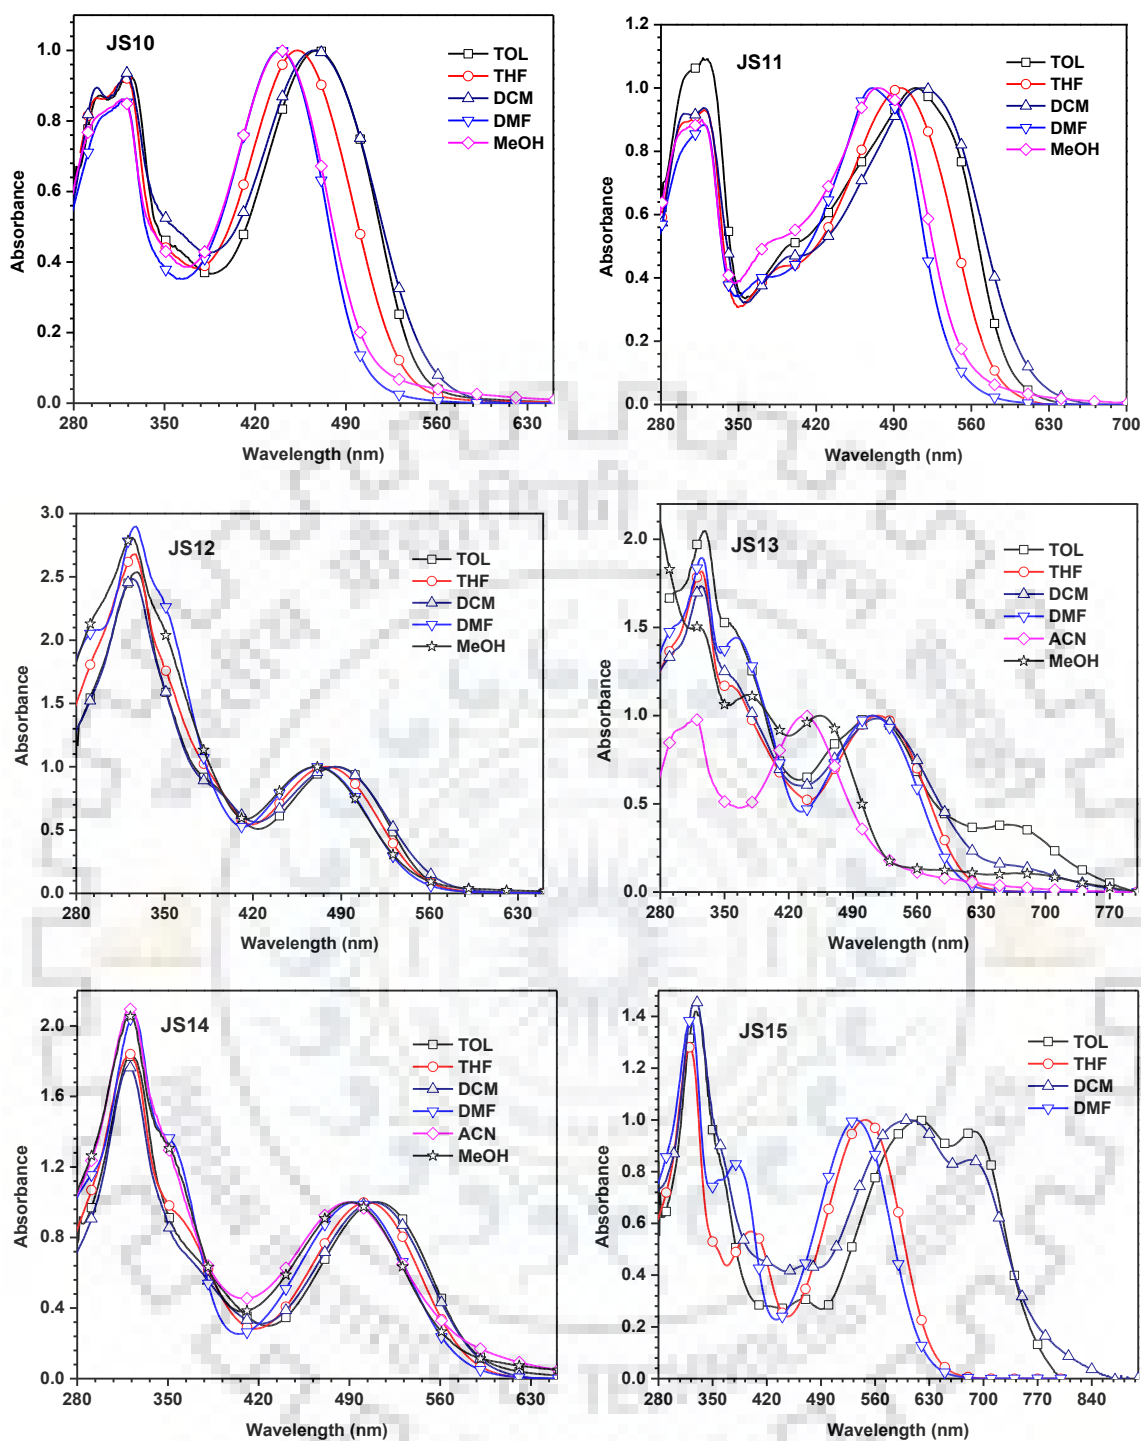 JS10
TOL
THF
DCM
DMF
MeOH
1.0
0.8
0.6
0.4
0.2
0.0
Absorbance
280 350 420 490 560 630
Wavelength (nm)
JS11
TOL
THF
DCM
DMF
MeOH
1.2
1.0
0.8
0.6
0.4
0.2
0.0
Absorbance
280 350 420 490 560 630 700
Wavelength (nm)
JS12
TOL
THF
DCM
DMF
MeOH
3.0
2.5
2.0
1.5
1.0
0.5
0.0
Absorbance
280 350 420 490 560 630
Wavelength (nm)
JS13
TOL
THF
DCM
DMF
ACN
MeOH
2.0
1.5
1.0
0.5
0.0
Absorbance
280 350 420 490 560 630 700 770
Wavelength (nm)
JS14
TOL
THF
DCM
DMF
ACN
MeOH
2.0
1.6
1.2
0.8
0.4
0.0
Absorbance
280 350 420 490 560 630
Wavelength (nm)
JS15
TOL
THF
DCM
DMF
1.4
1.2
1.0
0.8
0.6
0.4
0.2
0.0
Absorbance
280 350 420 490 560 630 700 770 840
Wavelength (nm)